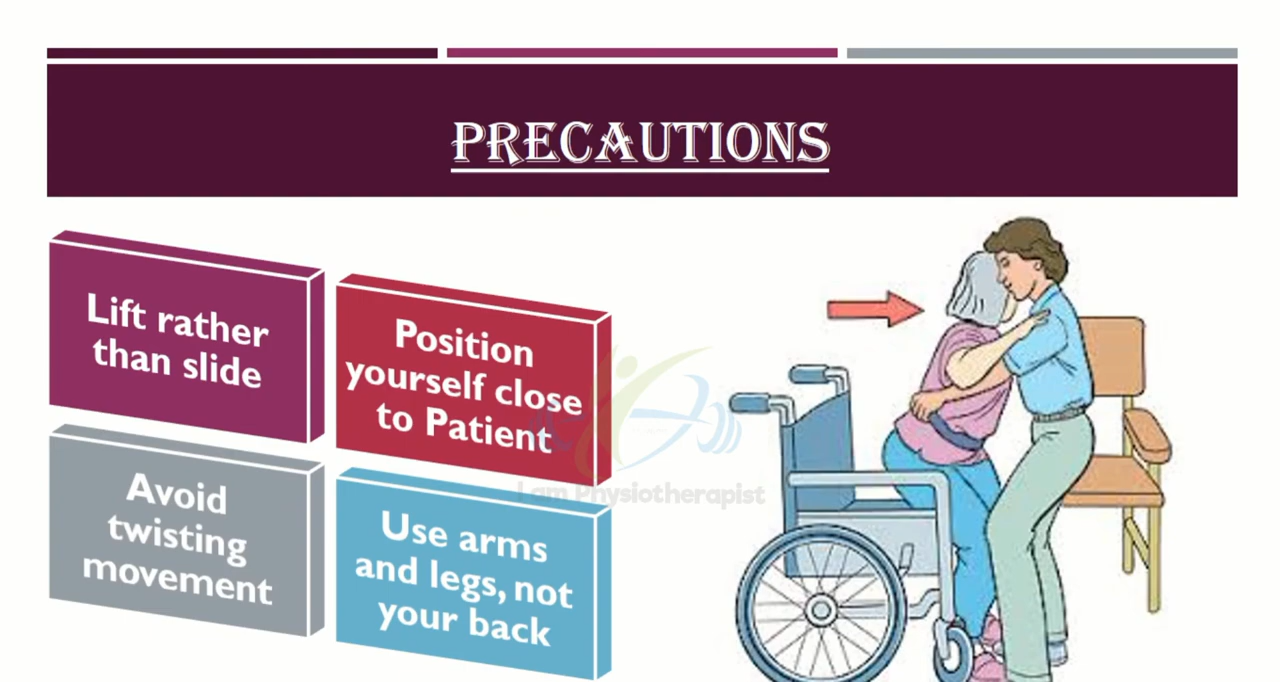 PRECAUTIONS
Lift rather
than slide
Position
yourself close
to Patient
Avoid
twisting
movement
Use arms
and legs, not
your back
I am Physiotherapist